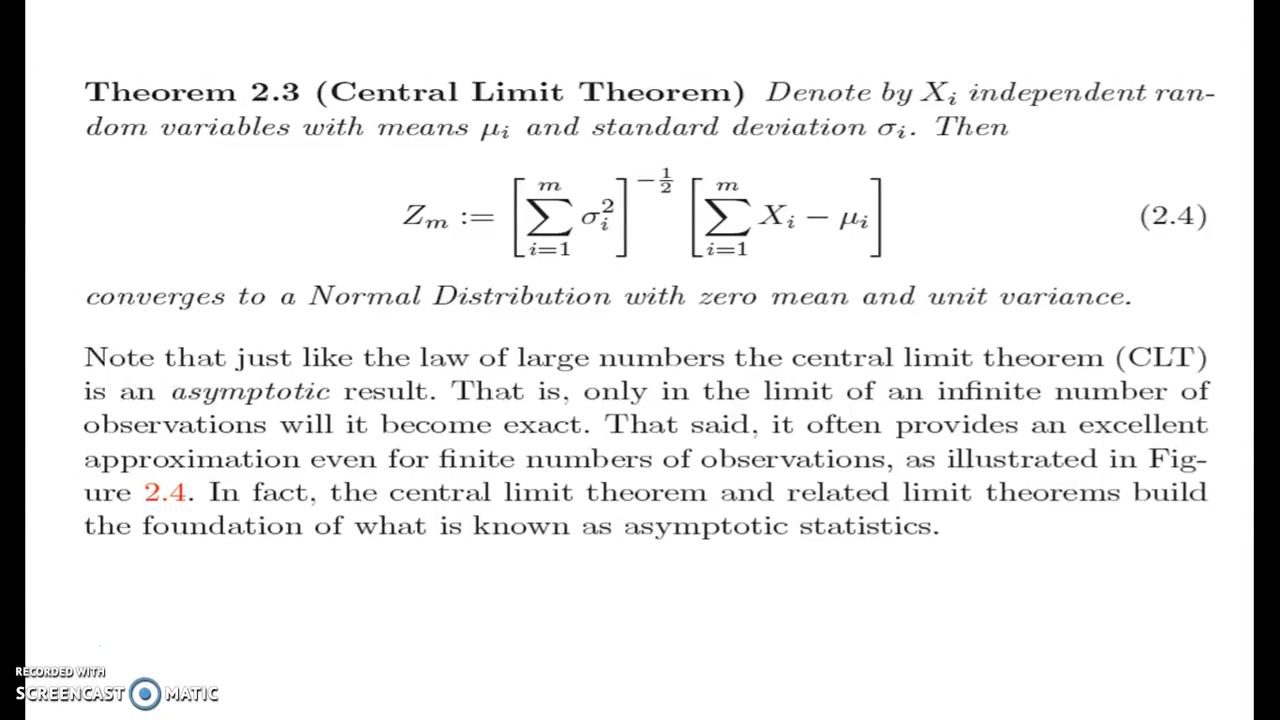 Theorem 2.3 (Central Limit Theorem) Denote by Xᵢ independent ran-
dom variables with means μᵢ and standard deviation σᵢ. Then
Zₘ := [∑ᵢ₌₁ᵐ σᵢ²]^(−1/2) [∑ᵢ₌₁ᵐ Xᵢ − μᵢ] (2.4)
converges to a Normal Distribution with zero mean and unit variance.
Note that just like the law of large numbers the central limit theorem (CLT)
is an asymptotic result. That is, only in the limit of an infinite number of
observations will it become exact. That said, it often provides an excellent
approximation even for finite numbers of observations, as illustrated in Fig-
ure 2.4. In fact, the central limit theorem and related limit theorems build
the foundation of what is known as asymptotic statistics.
RECORDED WITH
SCREENCAST MATIC